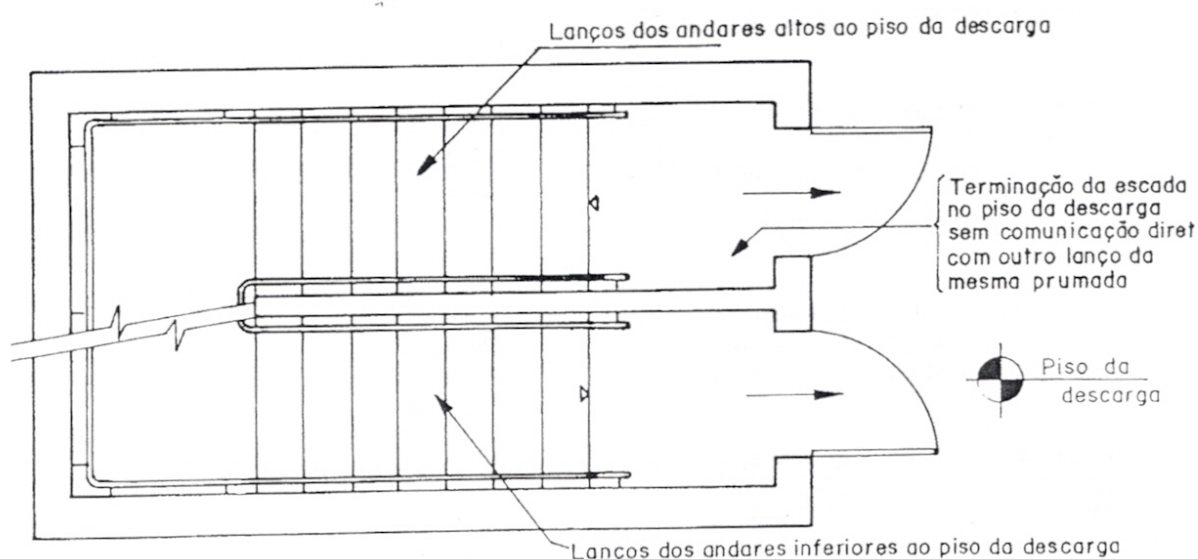 Lanços dos andares altos ao piso da descarga
Terminação da escada
no piso da descarga
sem comunicação diret
com outro lanço da
mesma prumada
Piso da
descarga
Lanços dos andares inferiores ao piso da descarga